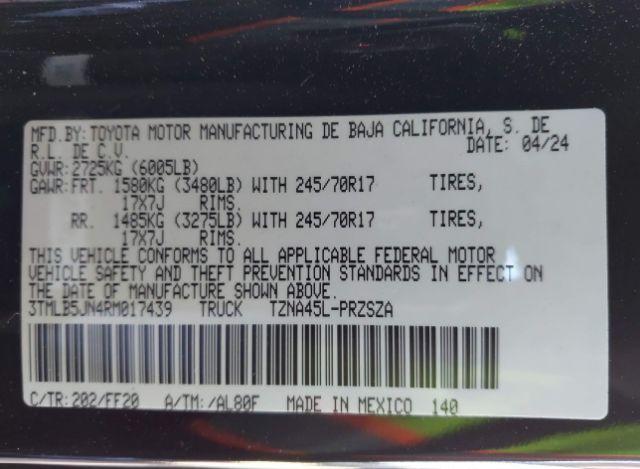 MFD.BY: TOYOTA MOTOR MANUFACTURING DE BAJA CALIFORNIA, S. DE
R.L. DE C.V. DATE: 04/24
GVWR: 2725KG (6005LB)
GAWR: FRT. 1580KG (3480LB) WITH 245/70R17 TIRES,
17X7J RIMS.
RR. 1485KG (3275LB) WITH 245/70R17 TIRES,
17X7J RIMS.
THIS VEHICLE CONFORMS TO ALL APPLICABLE FEDERAL MOTOR
VEHICLE SAFETY AND THEFT PREVENTION STANDARDS IN EFFECT ON
THE DATE OF MANUFACTURE SHOWN ABOVE.
3TMLB5JN4RM017439 TRUCK TZNA45L-PRZSZA
C/TR: 202/FF20 A/TM: /AL80F MADE IN MEXICO 140